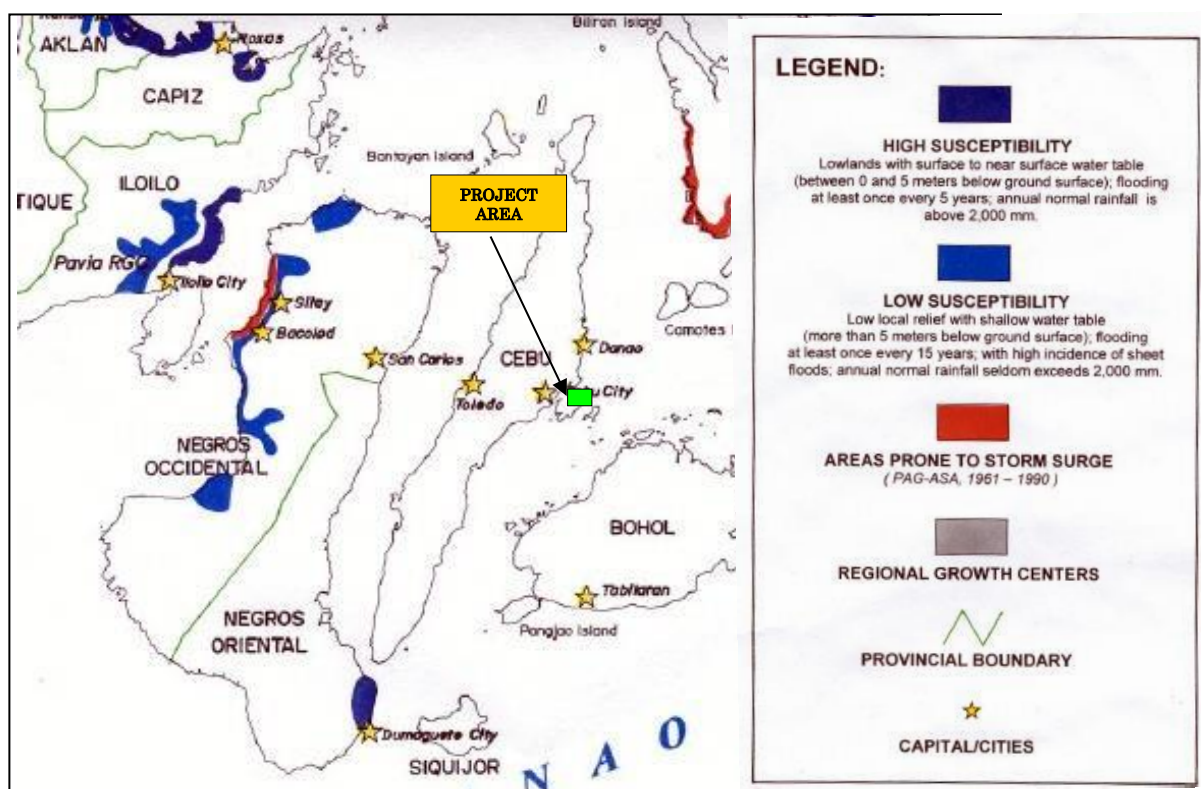 Biliran Island
Roxas
AKLAN
CAPIZ
Bantayan Island
ILOILO
TIQUE
PROJECT
AREA
Pavia RGC
Iloilo City
Silay
Bacolod
Camotes I
Danao
San Carlos
CEBU
u City
Toledo
NEGROS
OCCIDENTAL
BOHOL
Tabliaran
NEGROS
ORIENTAL
Pangjao Island
Dumaguete City
SIQUIJOR
N A O
LEGEND:
HIGH SUSCEPTIBILITY
Lowlands with surface to near surface water table
(between 0 and 5 meters below ground surface); flooding
at least once every 5 years; annual normal rainfall is
above 2,000 mm.
LOW SUSCEPTIBILITY
Low local relief with shallow water table
(more than 5 meters below ground surface); flooding
at least once every 15 years; with high incidence of sheet
floods; annual normal rainfall seldom exceeds 2,000 mm.
AREAS PRONE TO STORM SURGE
( PAG-ASA, 1961 – 1990 )
REGIONAL GROWTH CENTERS
PROVINCIAL BOUNDARY
CAPITAL/CITIES